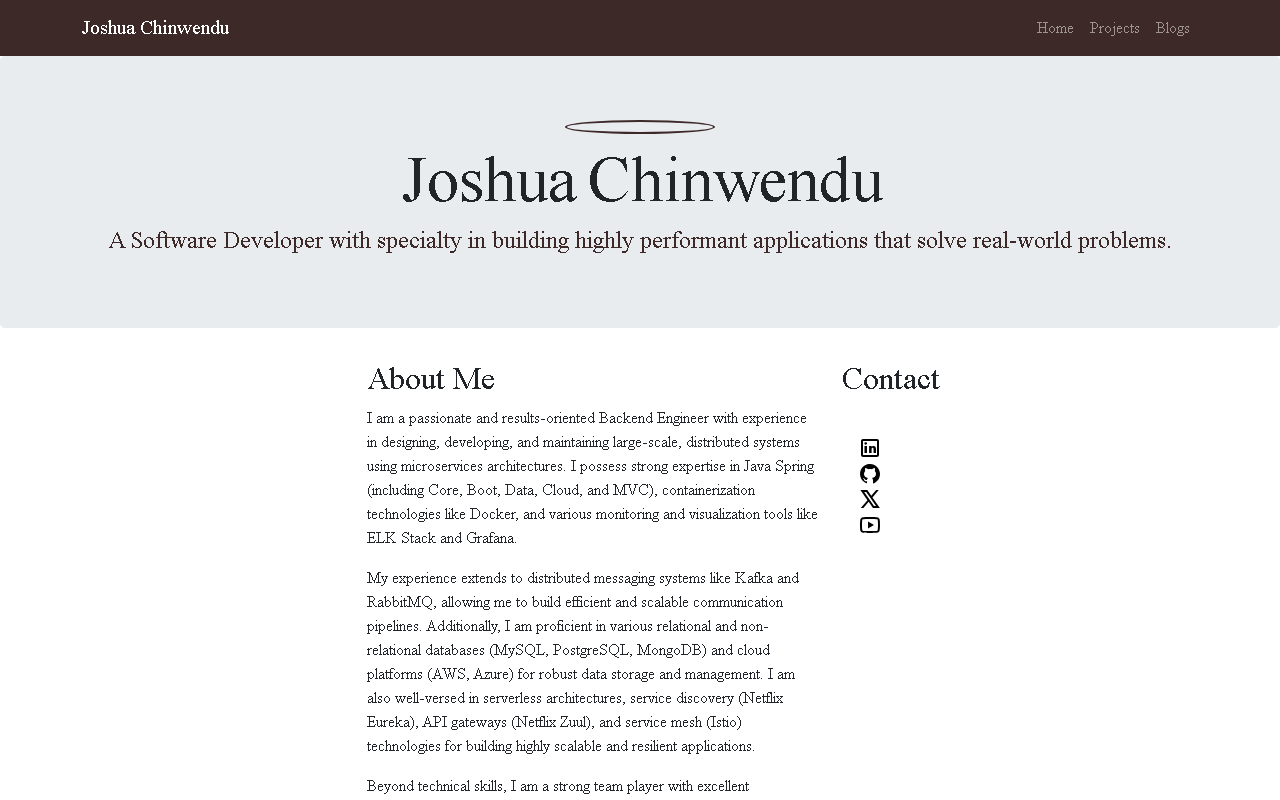 Joshua Chinwendu
Home Projects Blogs
Joshua Chinwendu
A Software Developer with specialty in building highly performant applications that solve real-world problems.
About Me
I am a passionate and results-oriented Backend Engineer with experience
in designing, developing, and maintaining large-scale, distributed systems
using microservices architectures. I possess strong expertise in Java Spring
(including Core, Boot, Data, Cloud, and MVC), containerization
technologies like Docker, and various monitoring and visualization tools like
ELK Stack and Grafana.
My experience extends to distributed messaging systems like Kafka and
RabbitMQ, allowing me to build efficient and scalable communication
pipelines. Additionally, I am proficient in various relational and non-
relational databases (MySQL, PostgreSQL, MongoDB) and cloud
platforms (AWS, Azure) for robust data storage and management. I am
also well-versed in serverless architectures, service discovery (Netflix
Eureka), API gateways (Netflix Zuul), and service mesh (Istio)
technologies for building highly scalable and resilient applications.
Beyond technical skills, I am a strong team player with excellent
Contact